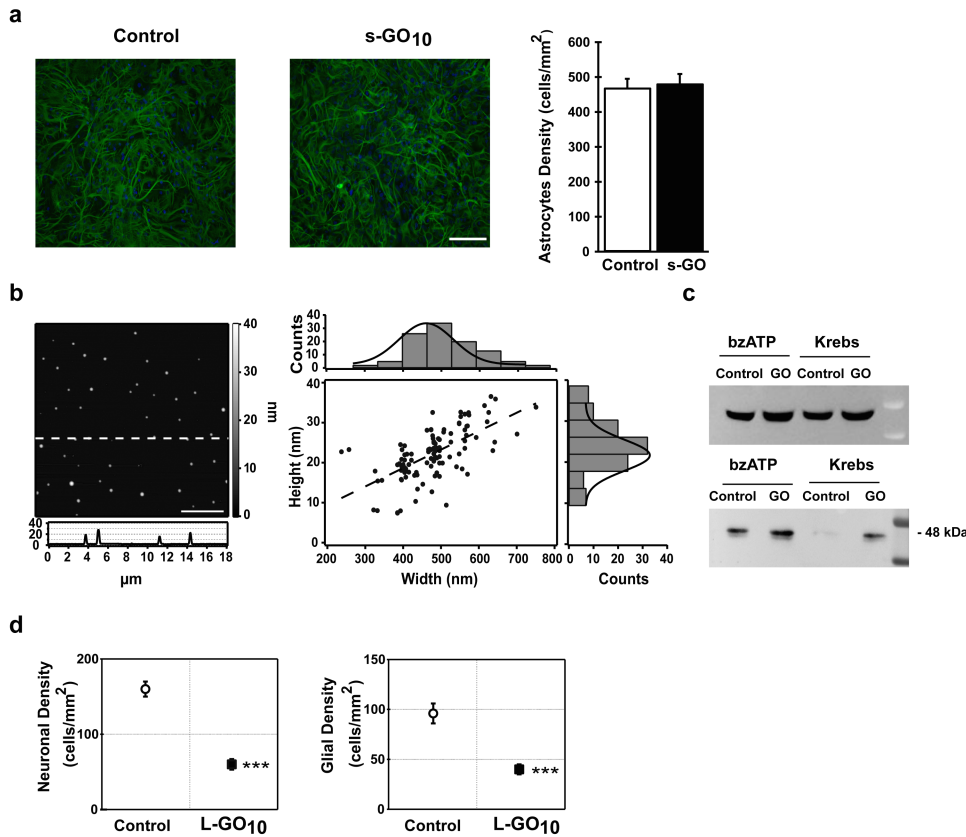 a
Control
s-GO10
Astrocytes Density (cells/mm2)
600
500
400
300
200
100
0
Control s-GO
b
40
30
20
10
0
nm
40
20
0
0 2 4 6 8 10 12 14 16 18
µm
Counts
40
30
20
10
0
Height (nm)
40
30
20
10
0
200 300 400 500 600 700 800
Width (nm)
0 10 20 30 40
Counts
c
bzATP Krebs
Control GO Control GO
bzATP Krebs
Control GO Control GO
- 48 kDa
d
Neuronal Density
(cells/mm2)
200
100
0
***
Control L-GO10
Glial Density
(cells/mm2)
150
100
50
0
***
Control L-GO10